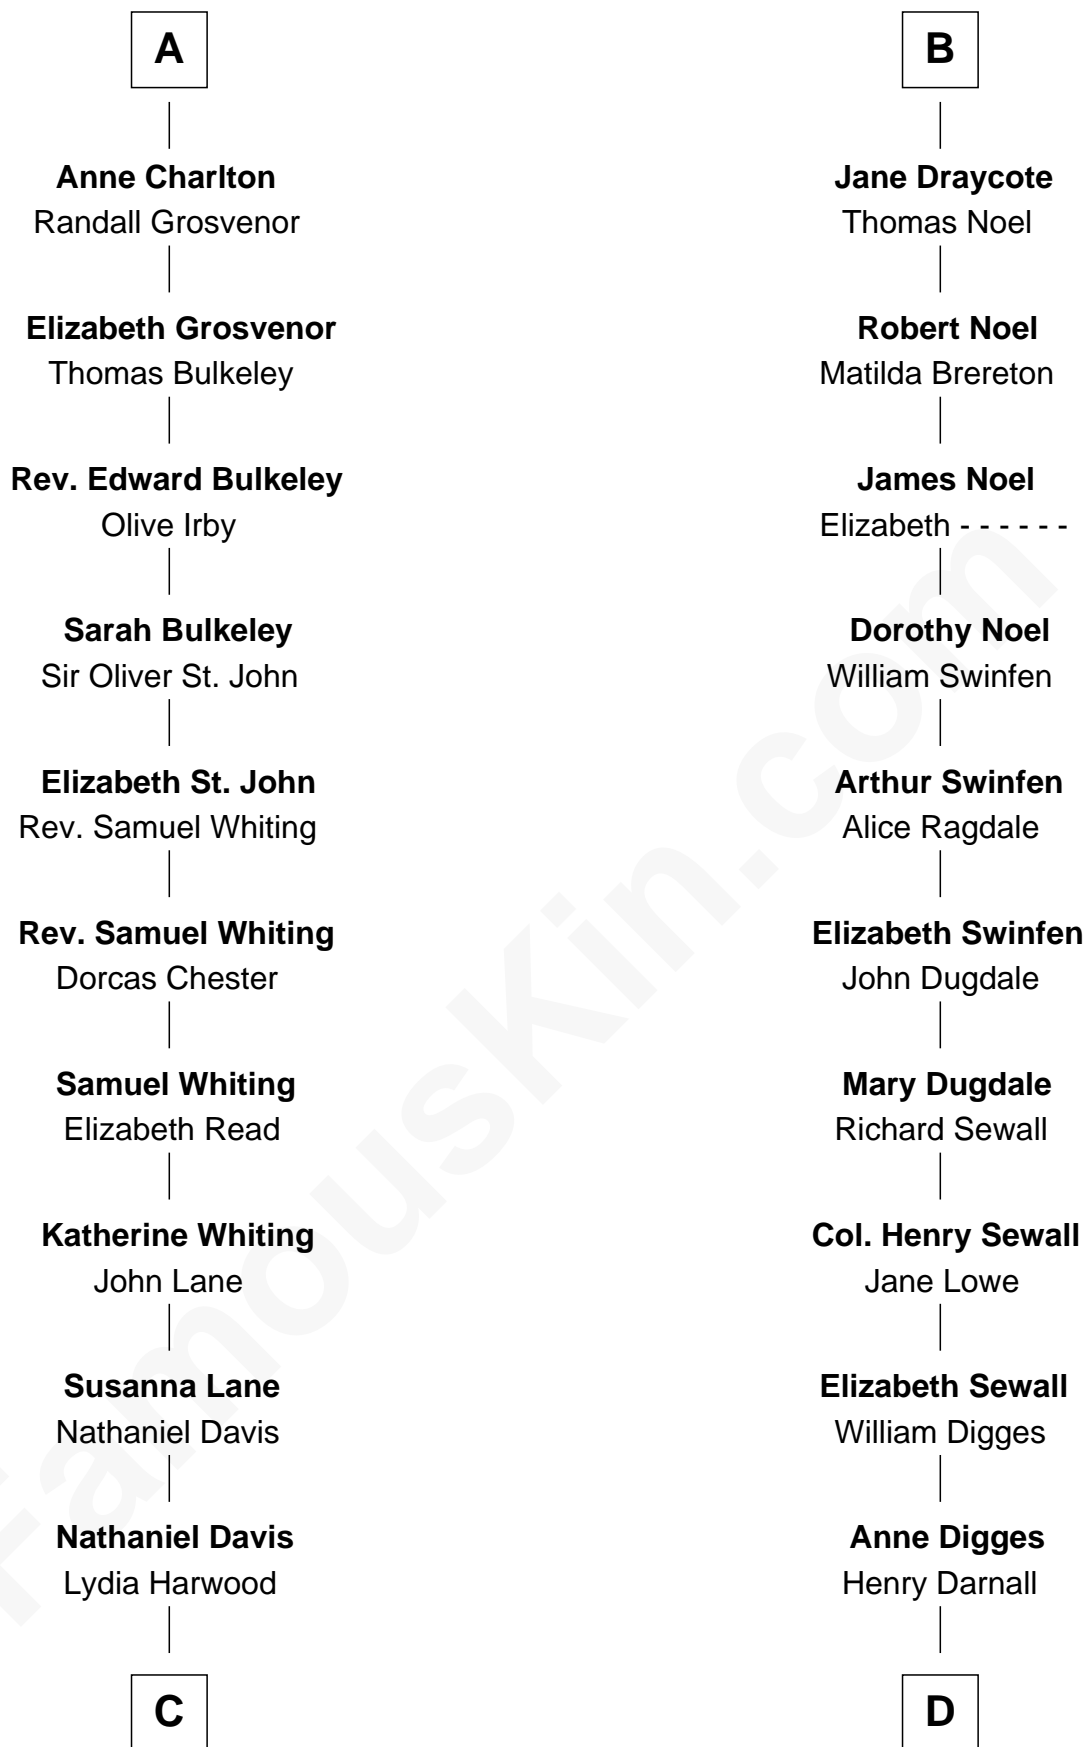 A
Anne Charlton
Randall Grosvenor
Elizabeth Grosvenor
Thomas Bulkeley
Rev. Edward Bulkeley
Olive Irby
Sarah Bulkeley
Sir Oliver St. John
Elizabeth St. John
Rev. Samuel Whiting
Rev. Samuel Whiting
Dorcas Chester
Samuel Whiting
Elizabeth Read
Katherine Whiting
John Lane
Susanna Lane
Nathaniel Davis
Nathaniel Davis
Lydia Harwood
C
B
Jane Draycote
Thomas Noel
Robert Noel
Matilda Brereton
James Noel
Elizabeth - - - - - -
Dorothy Noel
William Swinfen
Arthur Swinfen
Alice Ragdale
Elizabeth Swinfen
John Dugdale
Mary Dugdale
Richard Sewall
Col. Henry Sewall
Jane Lowe
Elizabeth Sewall
William Digges
Anne Digges
Henry Darnall
D
FamousKin.com